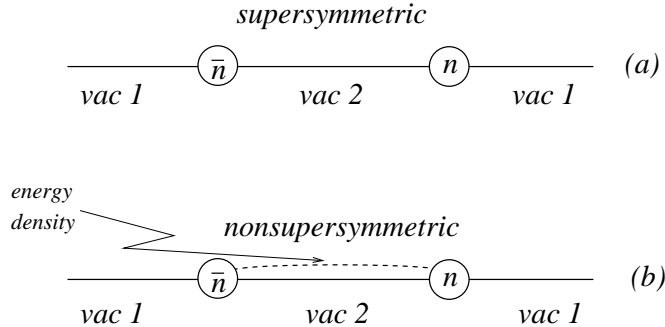 supersymmetric
n̄ n (a)
vac 1 vac 2 vac 1
energy
density
nonsupersymmetric
n̄ n (b)
vac 1 vac 2 vac 1